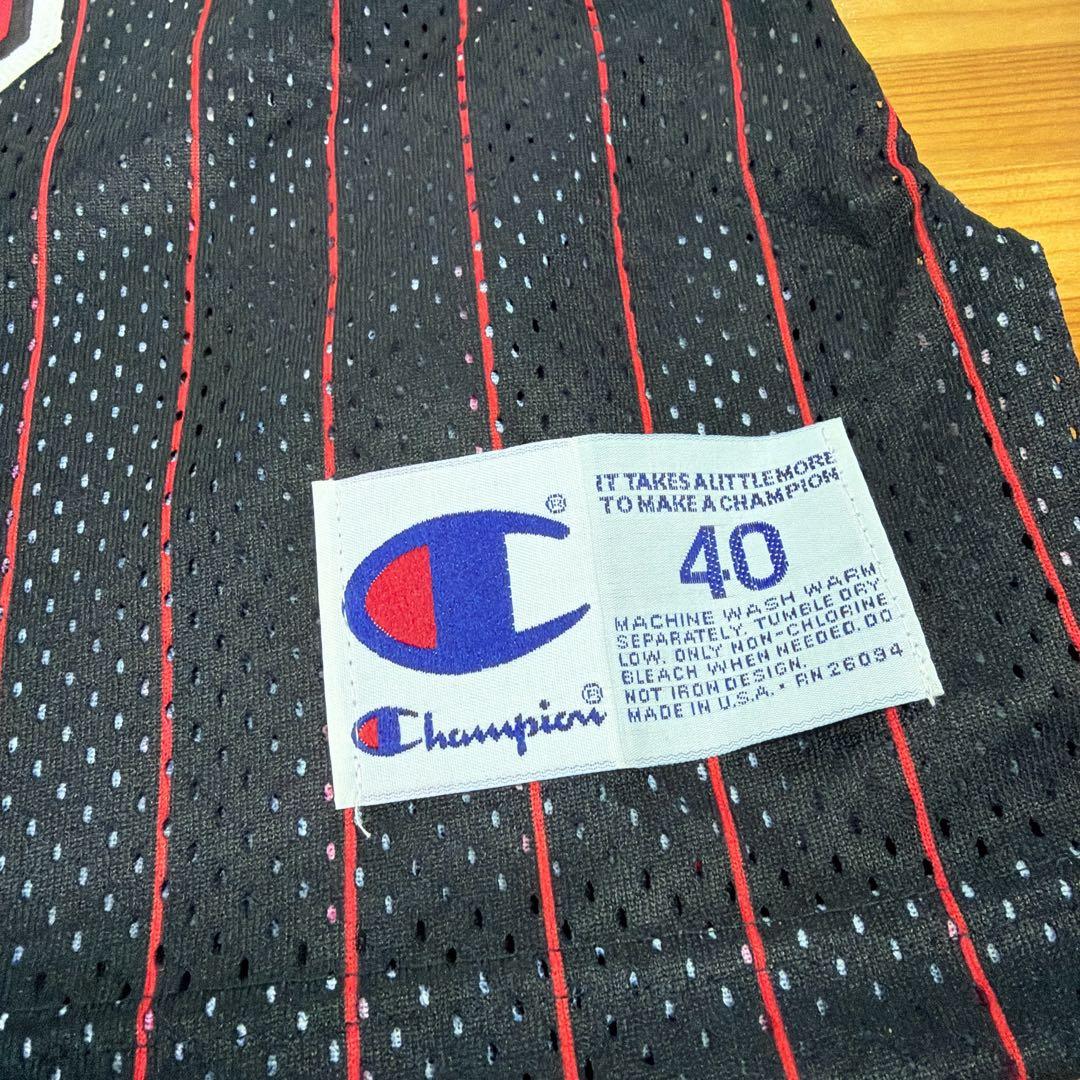 ®
Champion®
IT TAKES A LITTLE MORE
TO MAKE A CHAMPION
40
MACHINE WASH WARM
SEPARATELY. TUMBLE DRY
LOW. ONLY NON-CHLORINE
BLEACH WHEN NEEDED. DO
NOT IRON DESIGN.
MADE IN U.S.A. • RN 26094